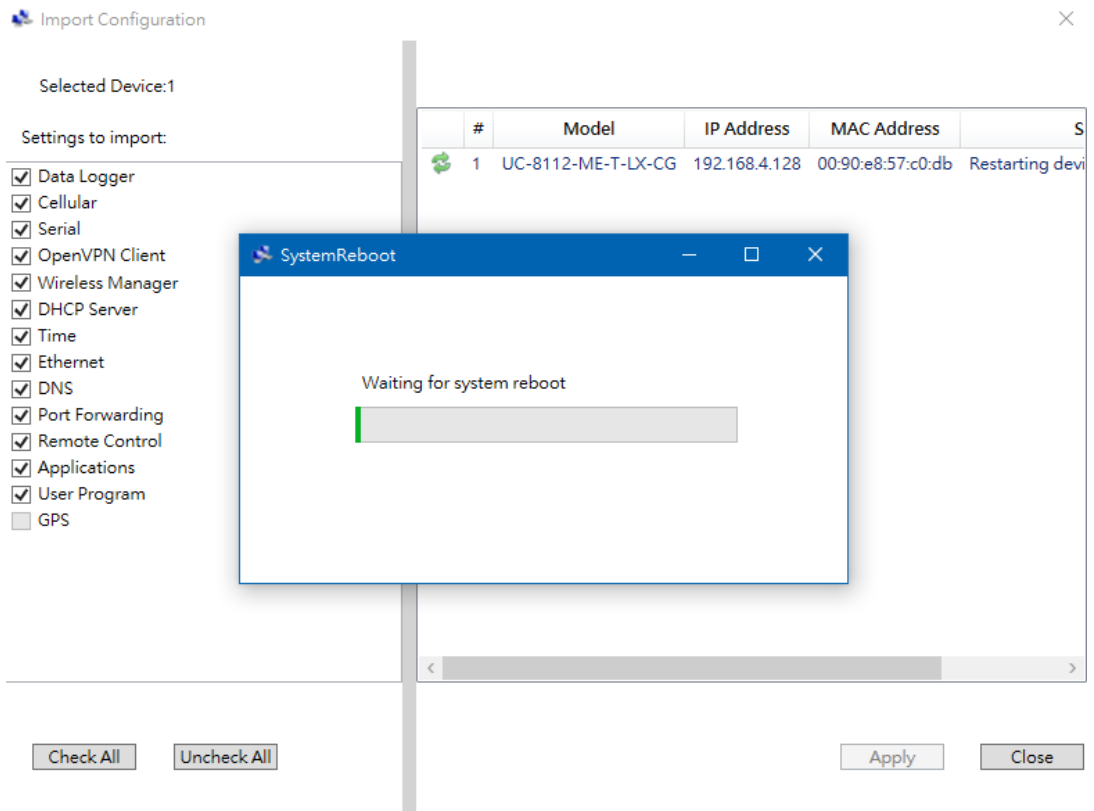 Import Configuration
Selected Device:1
Settings to import:
Data Logger
Cellular
Serial
OpenVPN Client
Wireless Manager
DHCP Server
Time
Ethernet
DNS
Port Forwarding
Remote Control
Applications
User Program
GPS
Check All Uncheck All
# Model IP Address MAC Address S
1 UC-8112-ME-T-LX-CG 192.168.4.128 00:90:e8:57:c0:db Restarting devi
SystemReboot
Waiting for system reboot
Apply Close